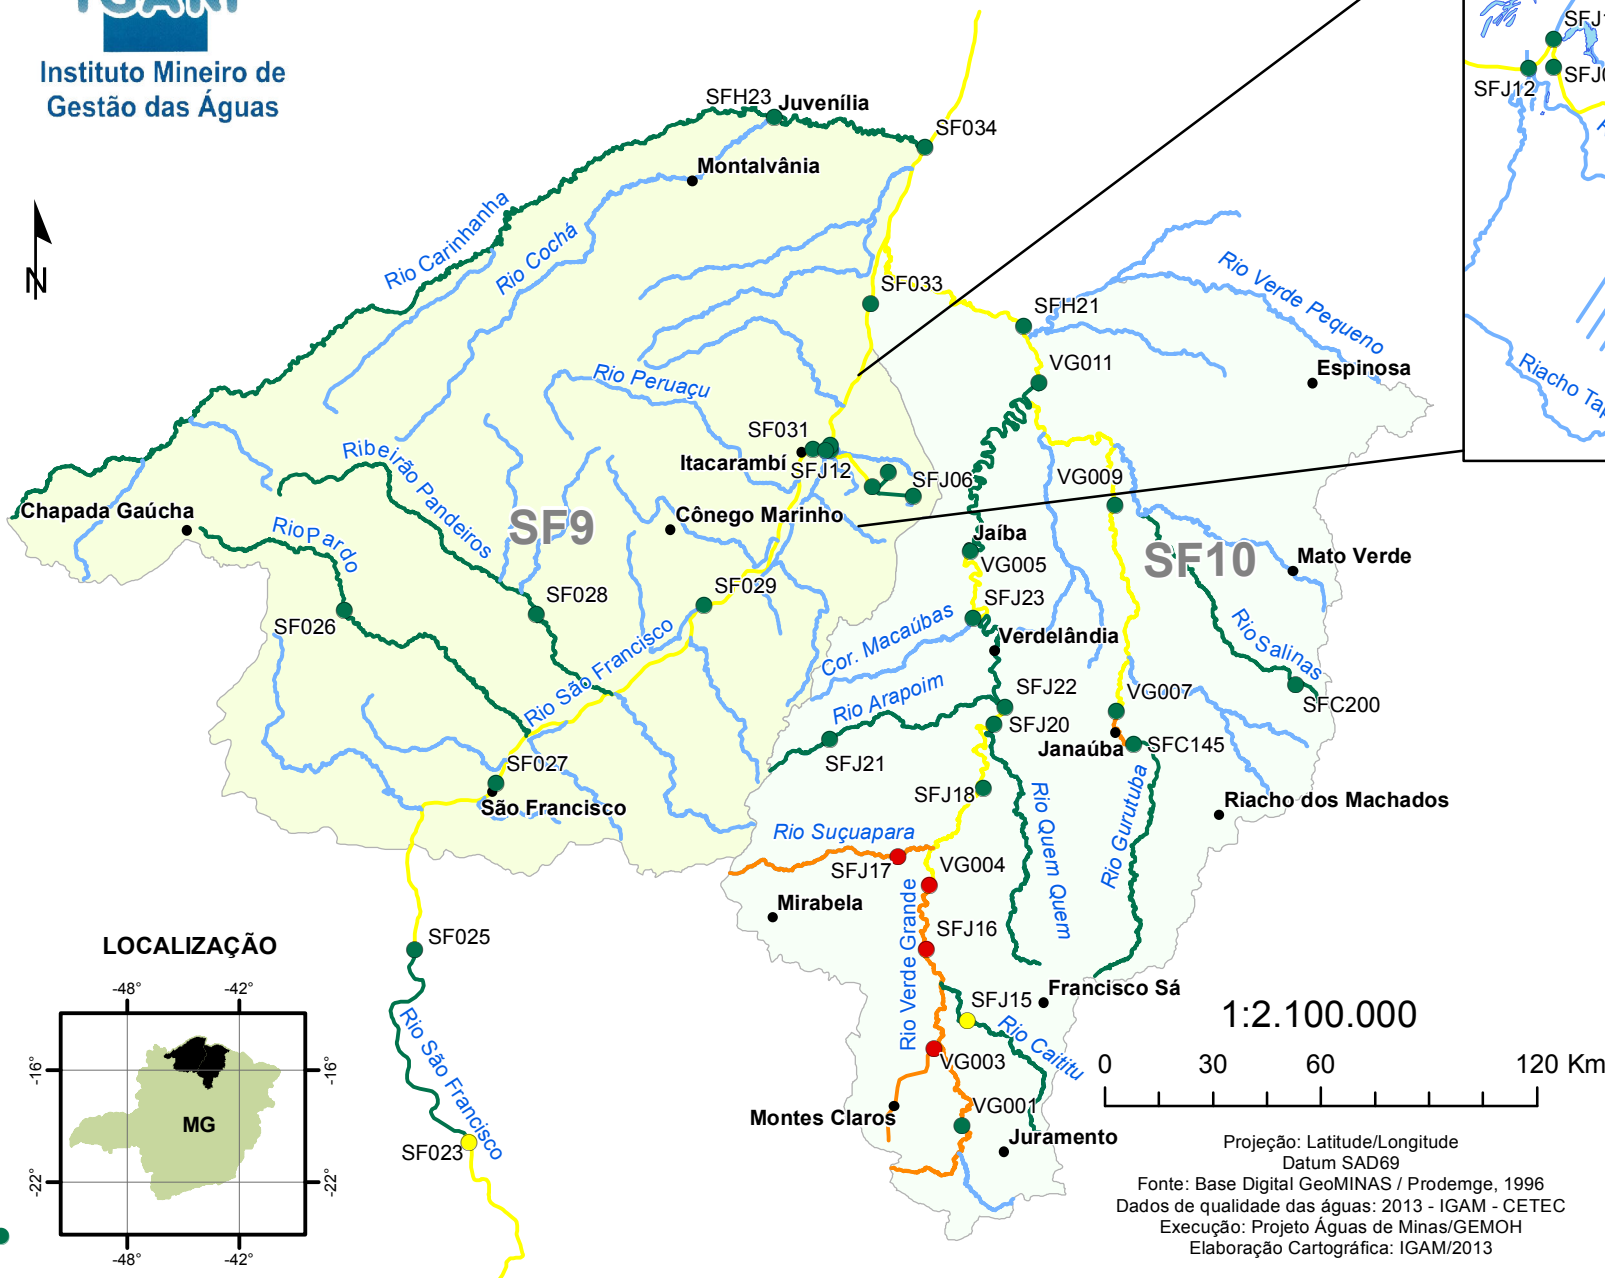 IGAM
Instituto Mineiro de
Gestão das Águas
N
SFH23
Juvenília
SF034
Montalvânia
Rio Carinhanha
Rio Cochá
SF033
SFH21
Rio Verde Pequeno
VG011
Espinosa
Rio Peruaçu
SF031
Itacarambí
SFJ12
SFJ06
VG009
Ribeirão Pandeiros
Chapada Gaúcha
Rio Pardo
SF9
Cônego Marinho
Jaíba
SF10
Mato Verde
VG005
SF029
SF028
SF026
SFJ23
Cor. Macaúbas
Verdelândia
Rio Salinas
Rio São Francisco
Rio Arapoim
SFJ22
VG007
SFC200
SFJ20
Janaúba
SFC145
SFJ21
SF027
São Francisco
SFJ18
Rio Quem Quem
Rio Gurutuba
Riacho dos Machados
Rio Suçuapara
SFJ17
VG004
Mirabela
Rio Verde Grande
SFJ16
SF025
SFJ15
Francisco Sá
Rio Caititu
VG003
VG001
Montes Claros
Juramento
Rio São Francisco
SF023
SFJ12
Riacho
LOCALIZAÇÃO
-48°
-42°
-16°
-16°
MG
-22°
-22°
-48°
-42°
1:2.100.000
0 30 60 120 Km
Projeção: Latitude/Longitude
Datum SAD69
Fonte: Base Digital GeoMINAS / Prodemge, 1996
Dados de qualidade das águas: 2013 - IGAM - CETEC
Execução: Projeto Águas de Minas/GEMOH
Elaboração Cartográfica: IGAM/2013